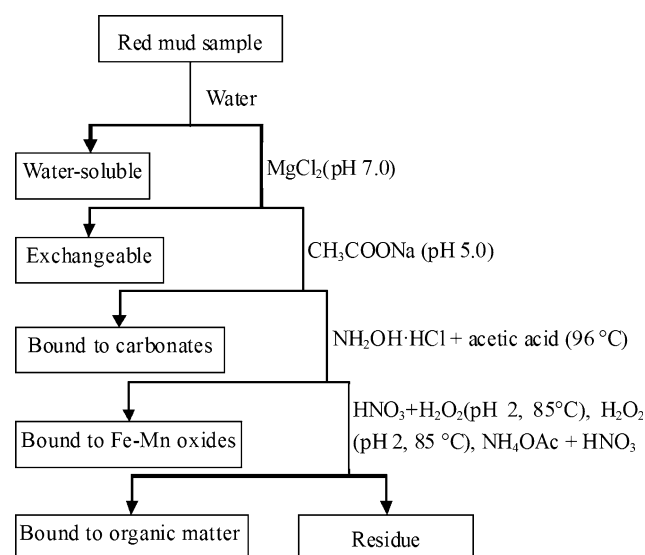 Red mud sample
Water
Water-soluble
MgCl₂(pH 7.0)
Exchangeable
CH₃COONa (pH 5.0)
Bound to carbonates
NH₂OH·HCl + acetic acid (96 °C)
HNO₃+H₂O₂(pH 2, 85°C), H₂O₂
Bound to Fe-Mn oxides
(pH 2, 85 °C), NH₄OAc + HNO₃
Bound to organic matter
Residue